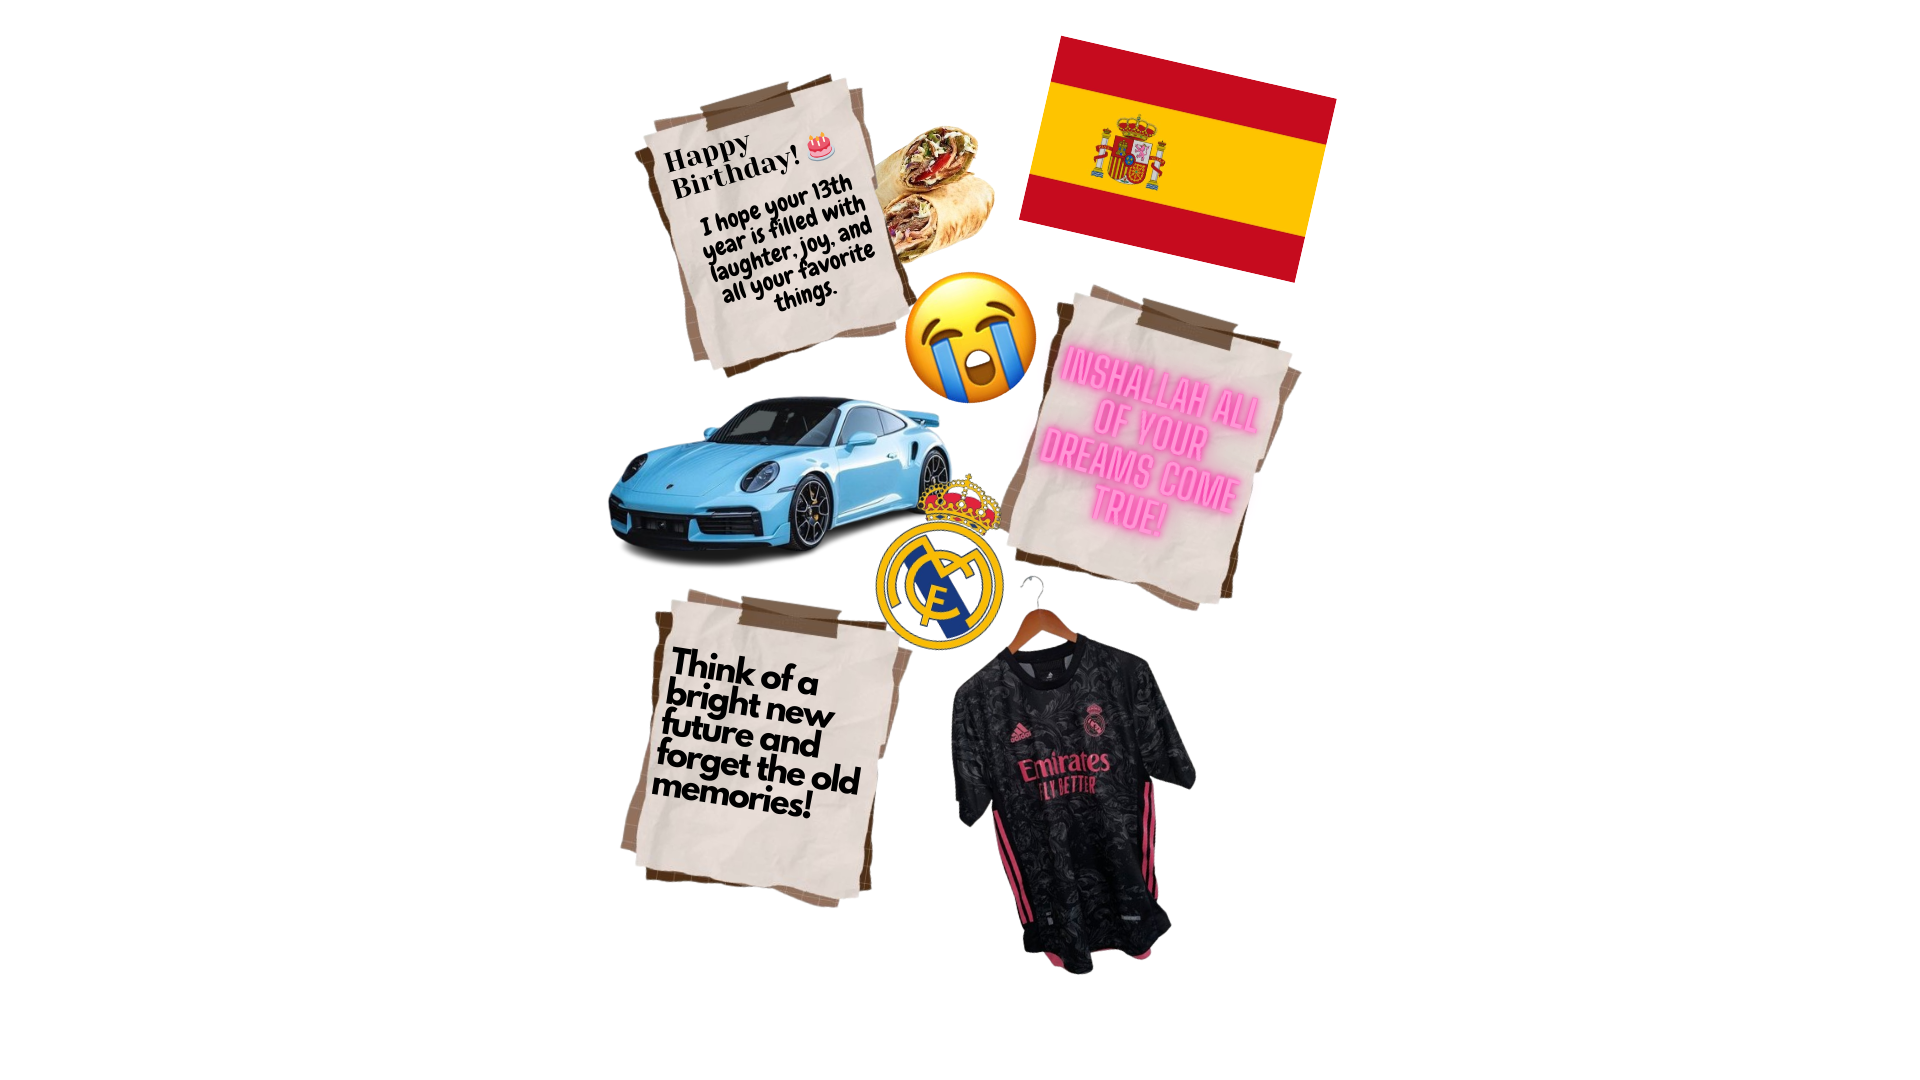 Happy
Birthday! 🎂
I hope your 13th
year is filled with
laughter, joy, and
all your favorite
things.
INSHALLAH ALL
OF YOUR
DREAMS COME
TRUE!
Think of a
bright new
future and
forget the old
memories!
adidas
Emirates
FLY BETTER